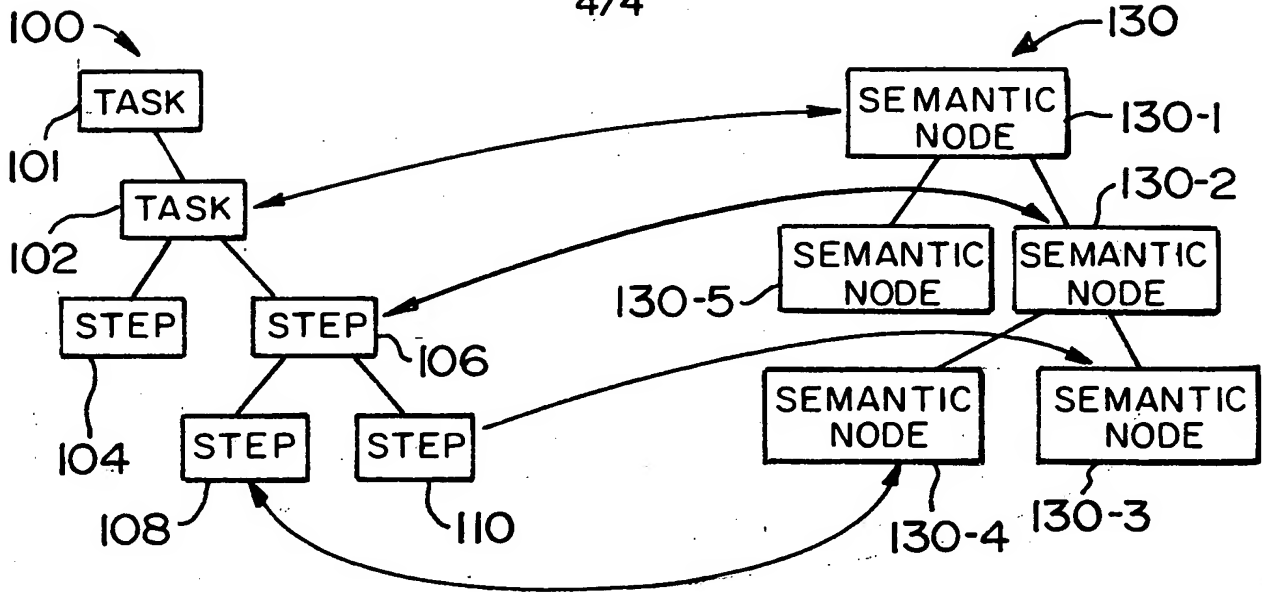 4/4
100
130
TASK
SEMANTIC
NODE
130-1
101
TASK
130-2
102
SEMANTIC
NODE
SEMANTIC
NODE
130-5
STEP
STEP
106
SEMANTIC
NODE
SEMANTIC
NODE
104
STEP
STEP
108
110
130-4
130-3